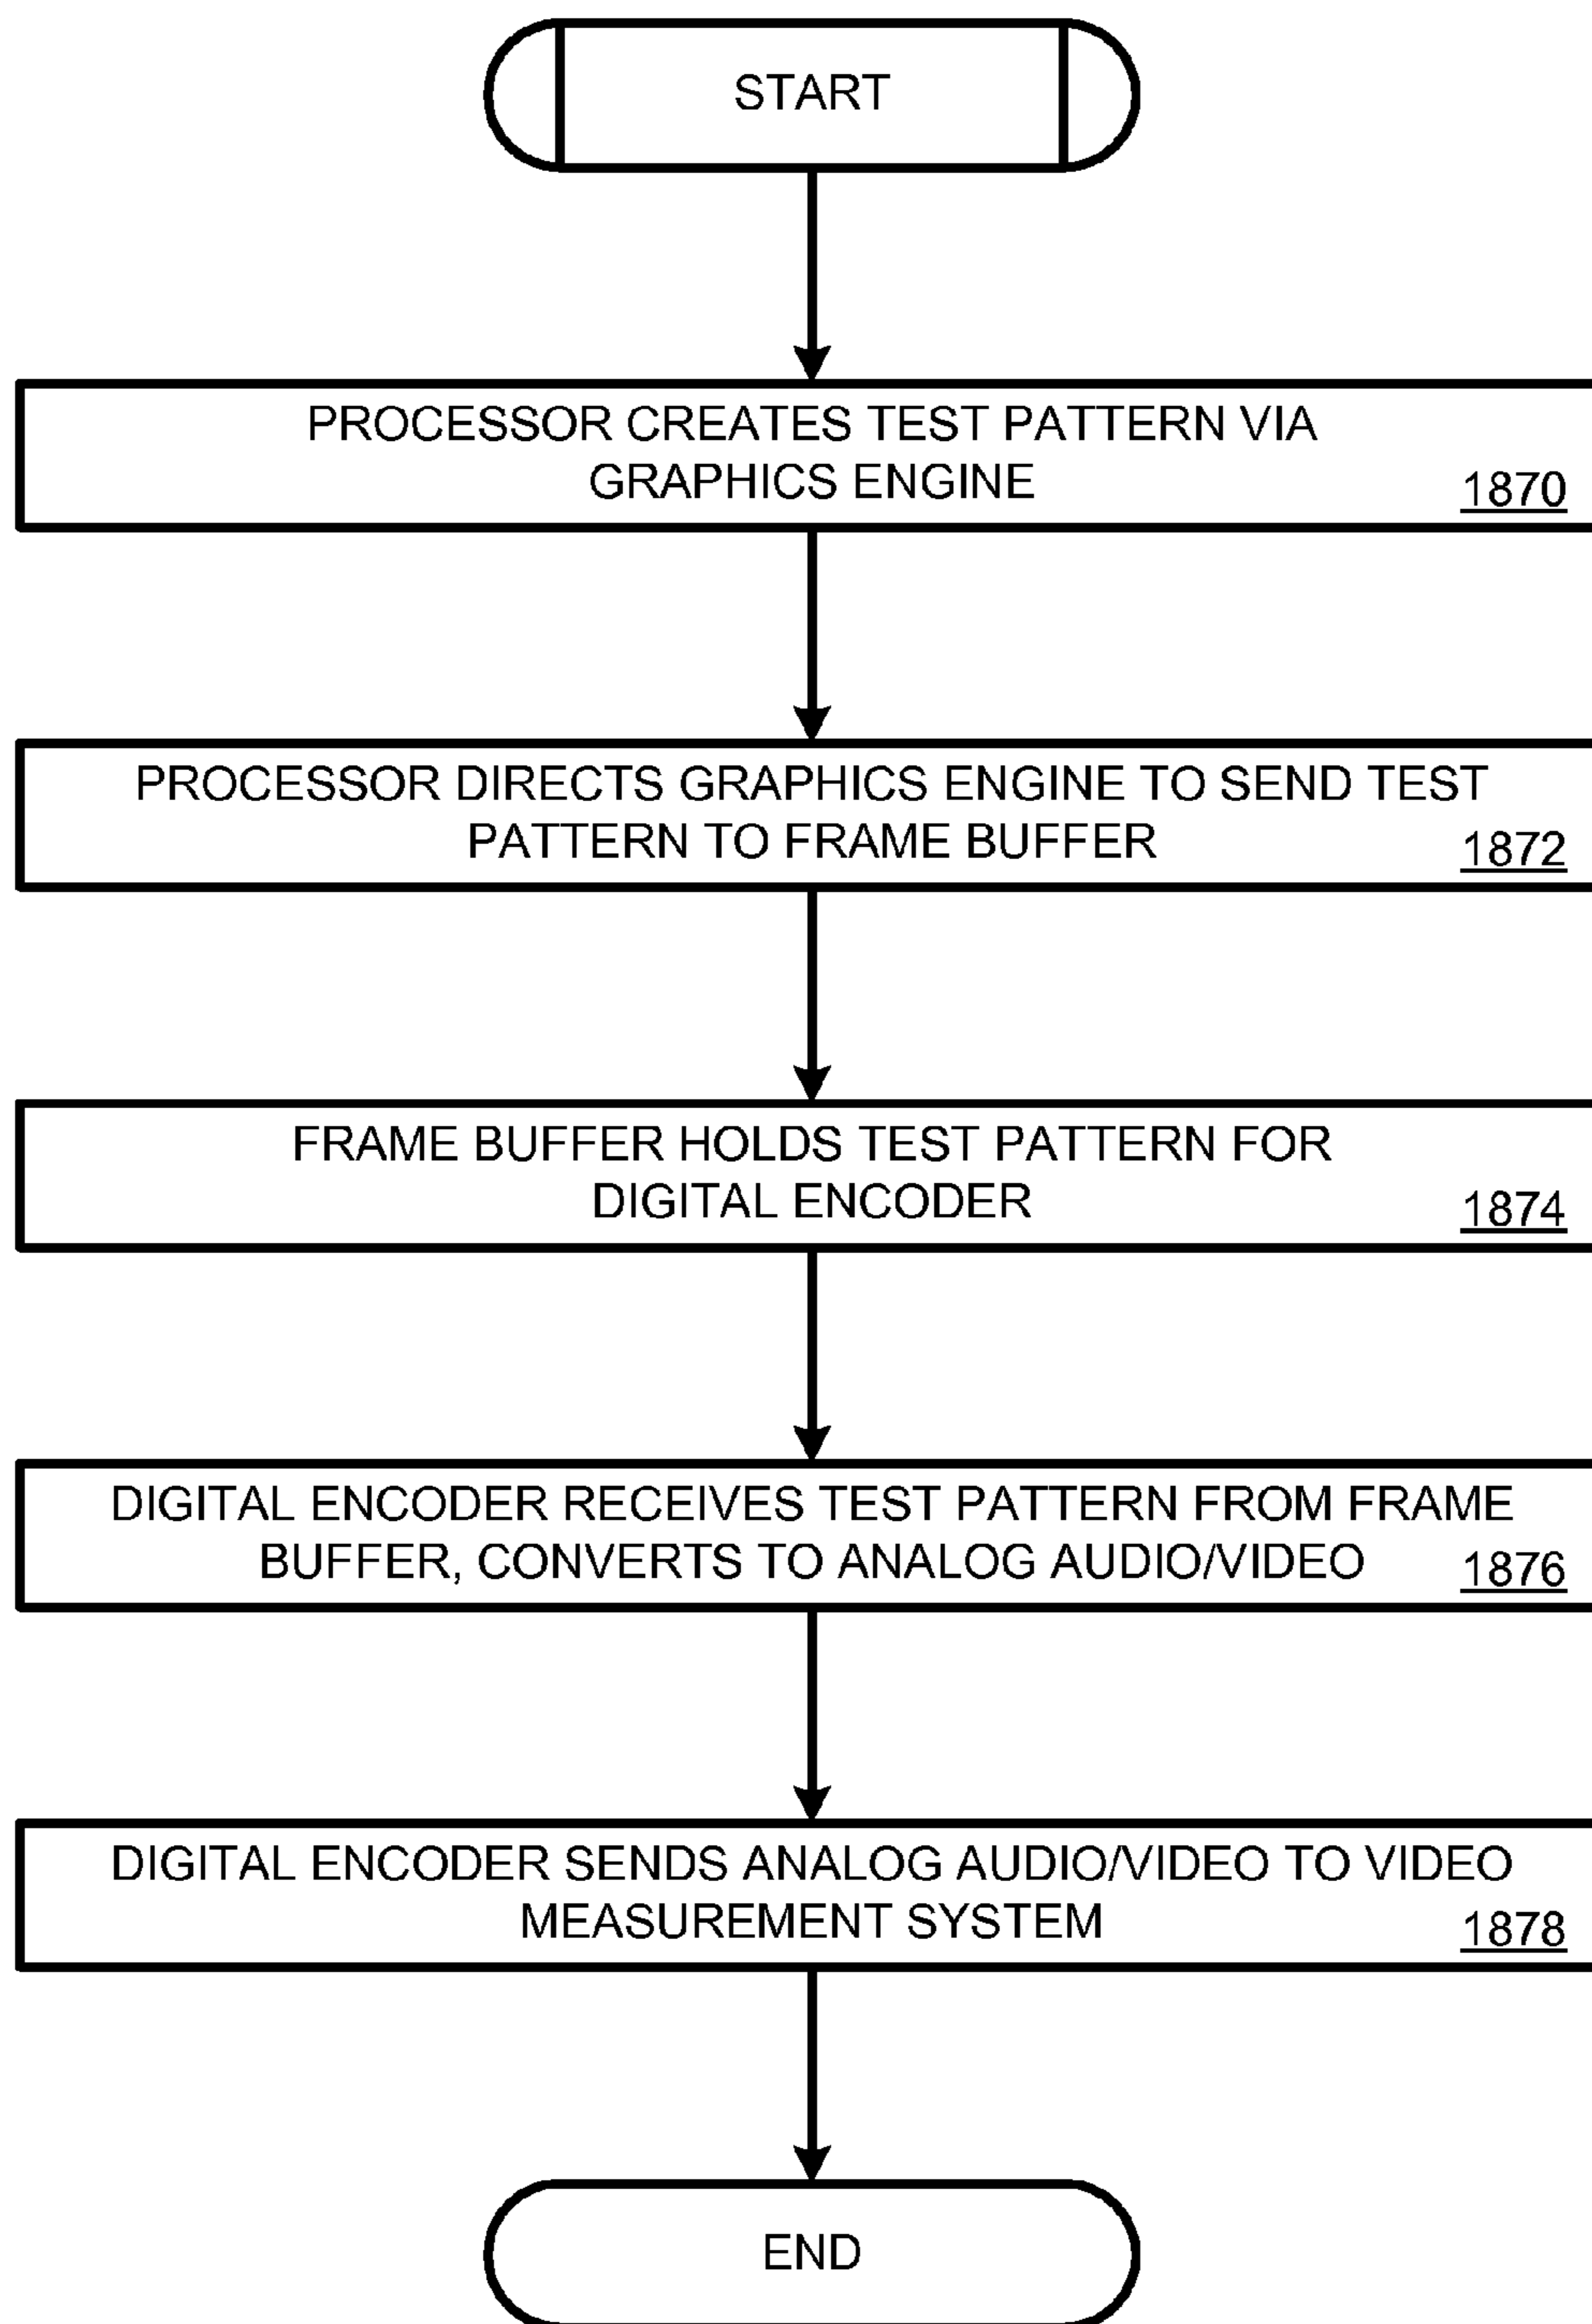 START
PROCESSOR CREATES TEST PATTERN VIA
GRAPHICS ENGINE
1870
PROCESSOR DIRECTS GRAPHICS ENGINE TO SEND TEST
PATTERN TO FRAME BUFFER
1872
FRAME BUFFER HOLDS TEST PATTERN FOR
DIGITAL ENCODER
1874
DIGITAL ENCODER RECEIVES TEST PATTERN FROM FRAME
BUFFER, CONVERTS TO ANALOG AUDIO/VIDEO
1876
DIGITAL ENCODER SENDS ANALOG AUDIO/VIDEO TO VIDEO
MEASUREMENT SYSTEM
1878
END